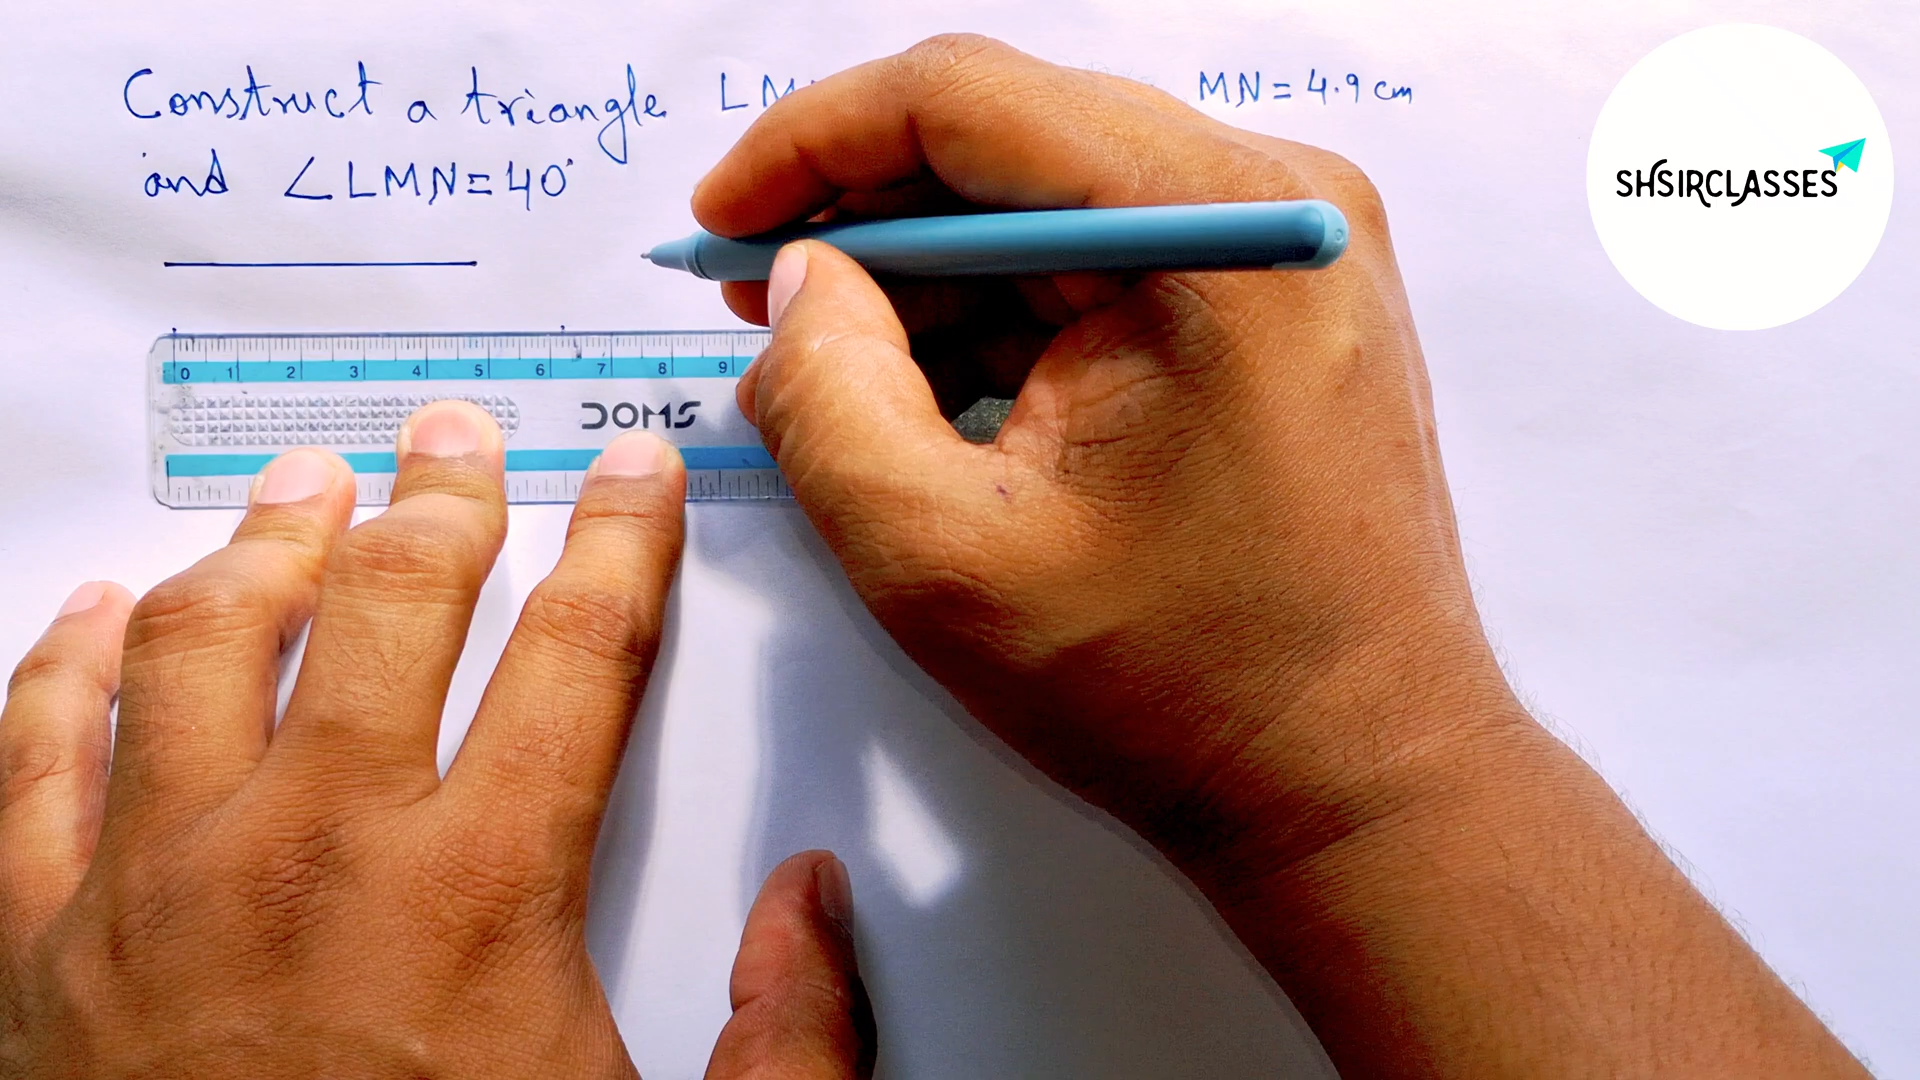 Construct a triangle LM MN = 4.9 cm
and ∠LMN = 40°
SHSIRCLASSES
0 1 2 3 4 5 6 7 8 9
DOMS